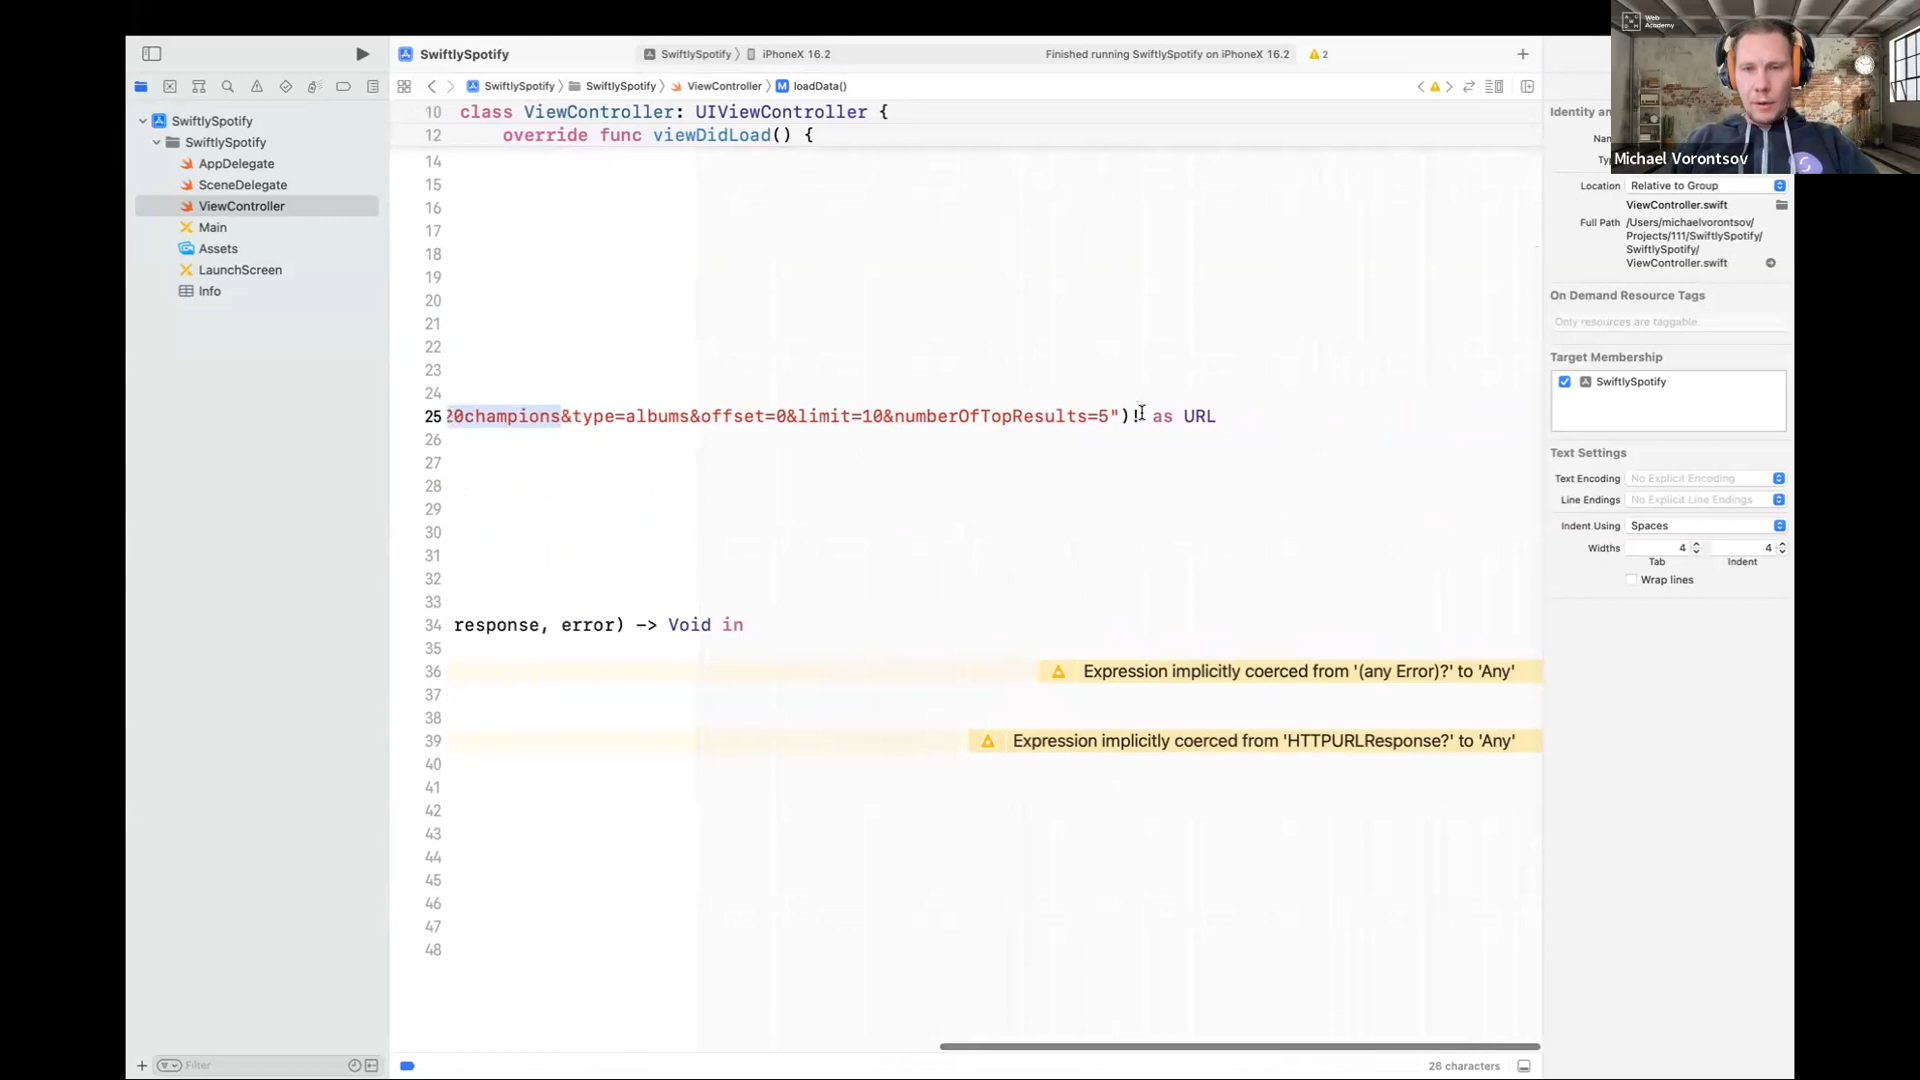 Web
Academy
Michael Vorontsov
SwiftlySpotify
SwiftlySpotify
iPhoneX 16.2
Finished running SwiftlySpotify on iPhoneX 16.2
2
SwiftlySpotify
SwiftlySpotify
ViewController
loadData()
SwiftlySpotify
SwiftlySpotify
AppDelegate
SceneDelegate
ViewController
Main
Assets
LaunchScreen
Info
Filter
10 class ViewController: UIViewController {
12 override func viewDidLoad() {
14
15
16
17
18
19
20
21
22
23
24
25 20champions&type=albums&offset=0&limit=10&numberOfTopResults=5")! as URL
26
27
28
29
30
31
32
33
34 response, error) -> Void in
35
36 Expression implicitly coerced from '(any Error)?' to 'Any'
37
38
39 Expression implicitly coerced from 'HTTPURLResponse?' to 'Any'
40
41
42
43
44
45
46
47
48
26 characters
Identity an
Location Relative to Group
ViewController.swift
Full Path /Users/michaelvorontsov/
Projects/111/SwiftlySpotify/
SwiftlySpotify/
ViewController.swift
On Demand Resource Tags
Only resources are taggable
Target Membership
SwiftlySpotify
Text Settings
Text Encoding No Explicit Encoding
Line Endings No Explicit Line Endings
Indent Using Spaces
Widths 4 4
Tab Indent
Wrap lines